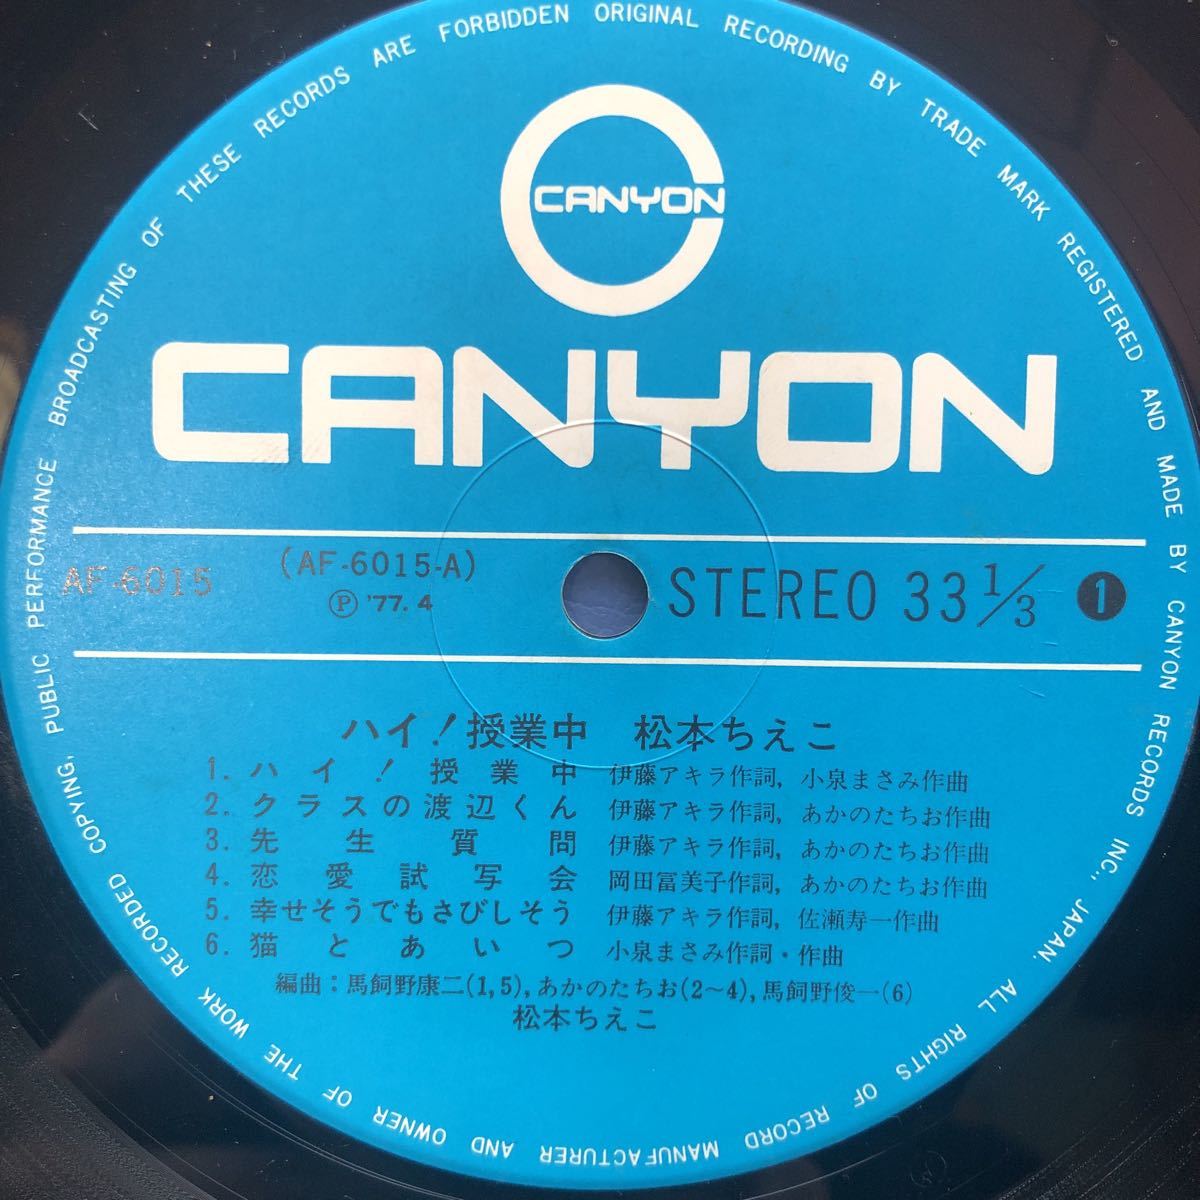 CANYON
CANYON
AF-6015
(AF-6015-A)
Ⓟ '77. 4
STEREO 33 1/3
1
ハイ！授業中　松本ちえこ
1. ハイ！授業中　伊藤アキラ作詞, 小泉まさみ作曲
2. クラスの渡辺くん　伊藤アキラ作詞, あかのたちお作曲
3. 先生質問　伊藤アキラ作詞, あかのたちお作曲
4. 恋愛試写会　岡田冨美子作詞, あかのたちお作曲
5. 幸せそうでもさびしそう　伊藤アキラ作詞, 佐瀬寿一作曲
6. 猫とあいつ　小泉まさみ作詞・作曲
編曲：馬飼野康二(1,5), あかのたちお(2〜4), 馬飼野俊一(6)
松本ちえこ
ORIGINAL RECORDING BY TRADE MARK REGISTERED AND MADE BY CANYON RECORDS INC., JAPAN. ALL RIGHTS OF RECORD MANUFACTURER AND OWNER OF THE WORK RECORDED COPYING, PUBLIC PERFORMANCE BROADCASTING OF THESE RECORDS ARE FORBIDDEN